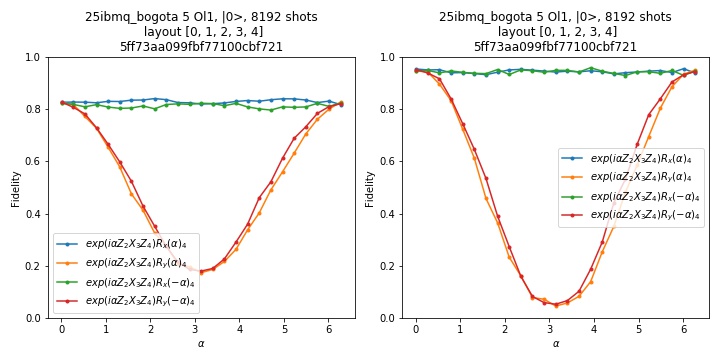 25ibmq_bogota 5 Ol1, |0>, 8192 shots
layout [0, 1, 2, 3, 4]
5ff73aa099fbf77100cbf721
Fidelity
1.0
0.8
0.6
0.4
0.2
0.0
exp(iαZ₂X₃Z₄)Rₓ(α)₄
exp(iαZ₂X₃Z₄)Rᵧ(α)₄
exp(iαZ₂X₃Z₄)Rₓ(−α)₄
exp(iαZ₂X₃Z₄)Rᵧ(−α)₄
0 1 2 3 4 5 6
α
25ibmq_bogota 5 Ol1, |0>, 8192 shots
layout [0, 1, 2, 3, 4]
5ff73aa099fbf77100cbf721
Fidelity
1.0
0.8
0.6
0.4
0.2
0.0
exp(iαZ₂X₃Z₄)Rₓ(α)₄
exp(iαZ₂X₃Z₄)Rᵧ(α)₄
exp(iαZ₂X₃Z₄)Rₓ(−α)₄
exp(iαZ₂X₃Z₄)Rᵧ(−α)₄
0 1 2 3 4 5 6
α